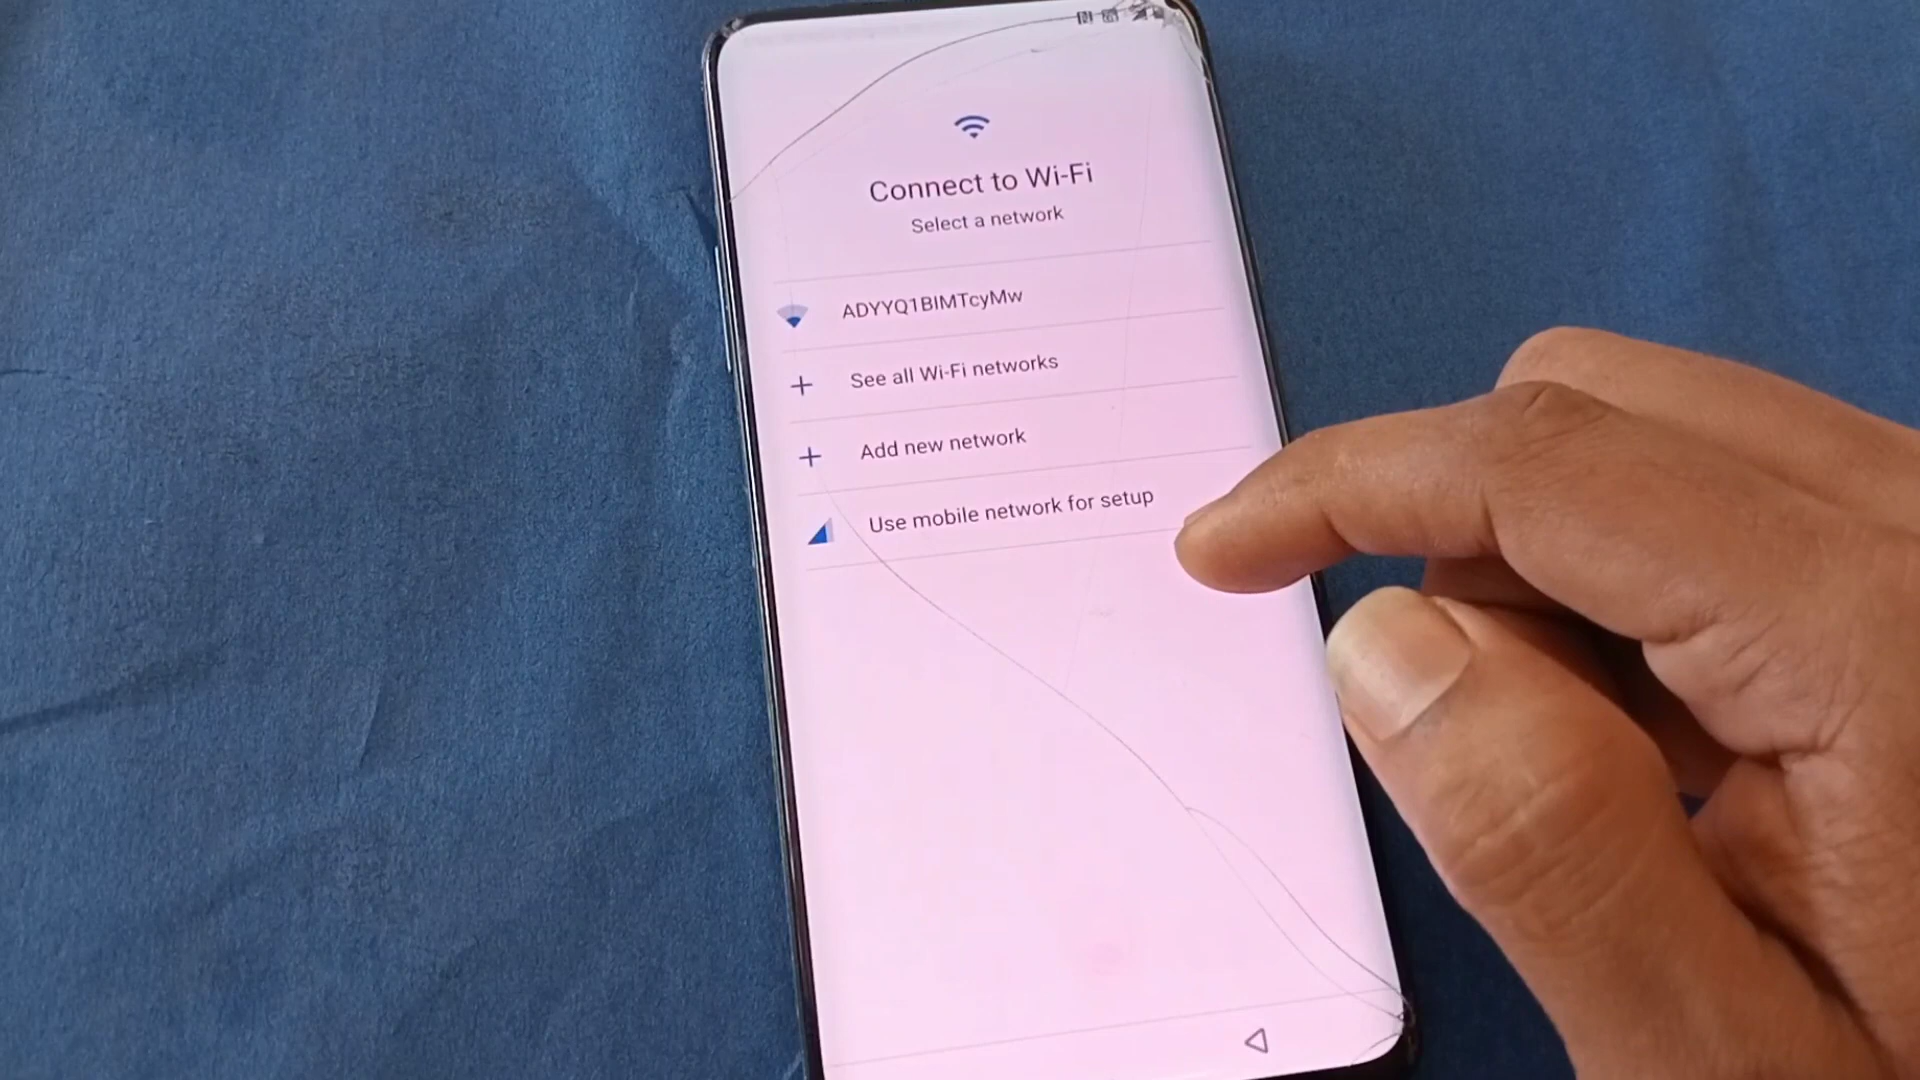 Connect to Wi-Fi
Select a network
ADYYQ1BIMTcyMw
See all Wi-Fi networks
Add new network
Use mobile network for setup